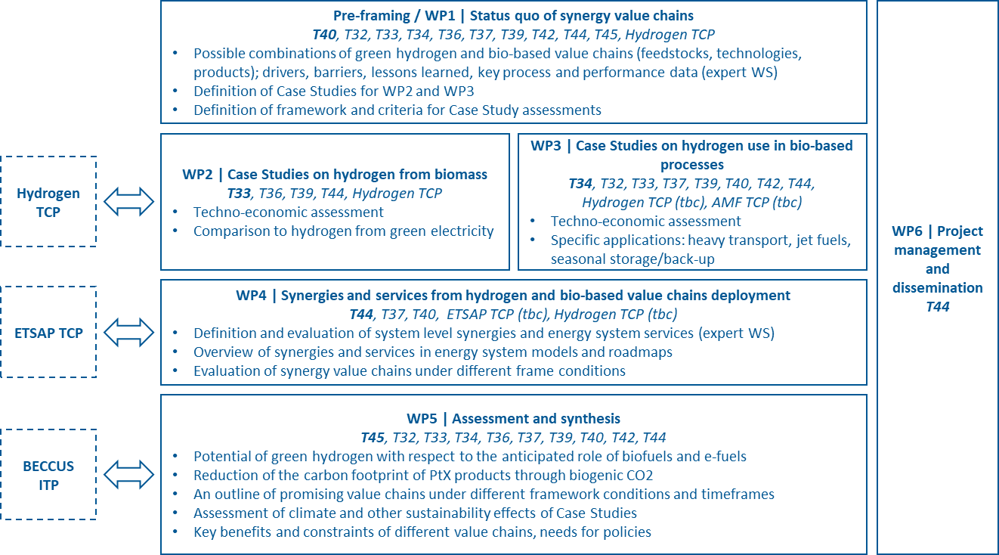 Pre-framing / WP1 | Status quo of synergy value chains
T40, T32, T33, T34, T36, T37, T39, T42, T44, T45, Hydrogen TCP
• Possible combinations of green hydrogen and bio-based value chains (feedstocks, technologies,
products); drivers, barriers, lessons learned, key process and performance data (expert WS)
• Definition of Case Studies for WP2 and WP3
• Definition of framework and criteria for Case Study assessments
Hydrogen
TCP
WP2 | Case Studies on hydrogen from biomass
T33, T36, T39, T44, Hydrogen TCP
• Techno-economic assessment
• Comparison to hydrogen from green electricity
WP3 | Case Studies on hydrogen use in bio-based
processes
T34, T32, T33, T37, T39, T40, T42, T44,
Hydrogen TCP (tbc), AMF TCP (tbc)
• Techno-economic assessment
• Specific applications: heavy transport, jet fuels,
seasonal storage/back-up
ETSAP TCP
WP4 | Synergies and services from hydrogen and bio-based value chains deployment
T44, T37, T40, ETSAP TCP (tbc), Hydrogen TCP (tbc)
• Definition and evaluation of system level synergies and energy system services (expert WS)
• Overview of synergies and services in energy system models and roadmaps
• Evaluation of synergy value chains under different frame conditions
BECCUS
ITP
WP5 | Assessment and synthesis
T45, T32, T33, T34, T36, T37, T39, T40, T42, T44
• Potential of green hydrogen with respect to the anticipated role of biofuels and e-fuels
• Reduction of the carbon footprint of PtX products through biogenic CO2
• An outline of promising value chains under different framework conditions and timeframes
• Assessment of climate and other sustainability effects of Case Studies
• Key benefits and constraints of different value chains, needs for policies
WP6 | Project
management
and
dissemination
T44